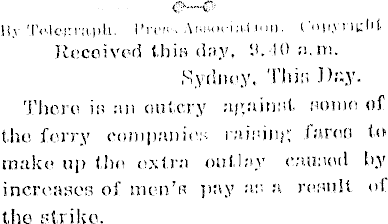 By Telegraph. Press Association. Copyright
Received this day, 9.40 a.m.
Sydney, This Day.
There is an outcry against some of
the ferry companies raising fares to
make up the extra outlay caused by
increases of men's pay as a result of
the strike.